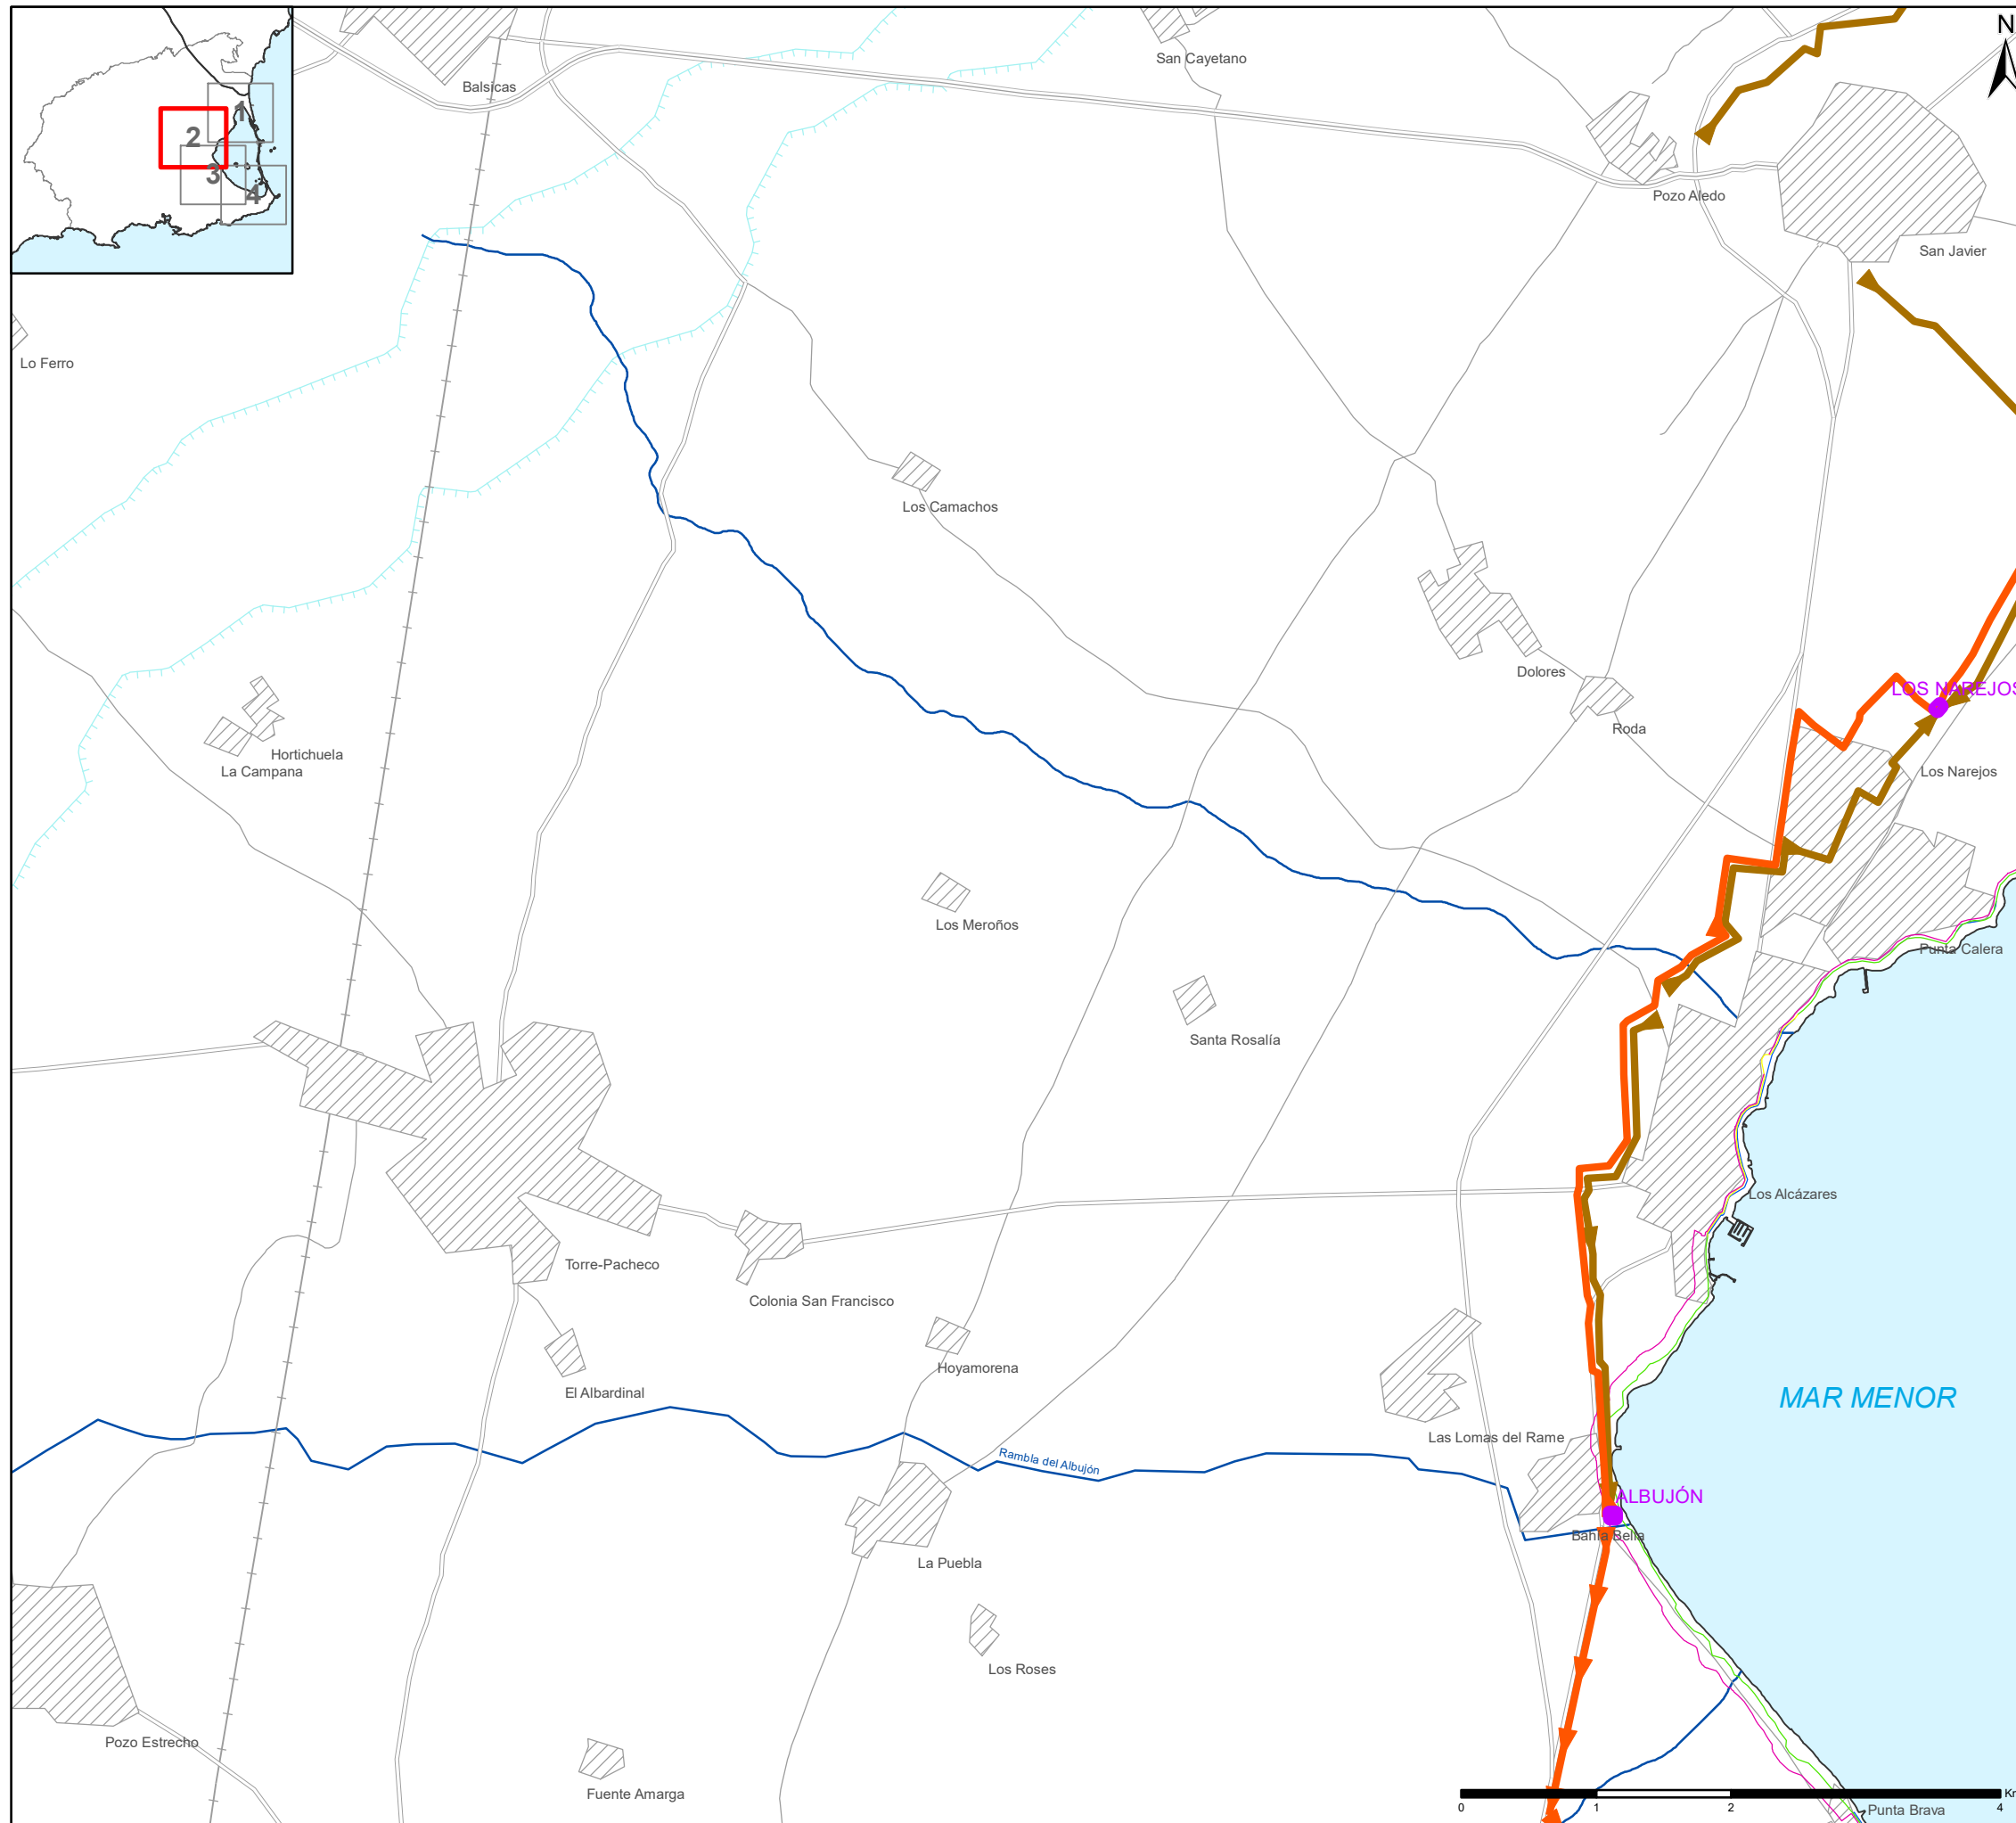 N
1
2
3
4
San Cayetano
Balsicas
Pozo Aledo
San Javier
Lo Ferro
Los Camachos
Dolores
LOS NAREJOS
Roda
Hortichuela
La Campana
Los Narejos
Los Meroños
Punta Calera
Santa Rosalía
Los Alcázares
Torre-Pacheco
Colonia San Francisco
Hoyamorena
El Albardinal
MAR MENOR
Las Lomas del Rame
Rambla del Albujón
ALBUJÓN
Bahía Bella
La Puebla
Los Roses
Pozo Estrecho
Fuente Amarga
Punta Brava
0 1 2 4